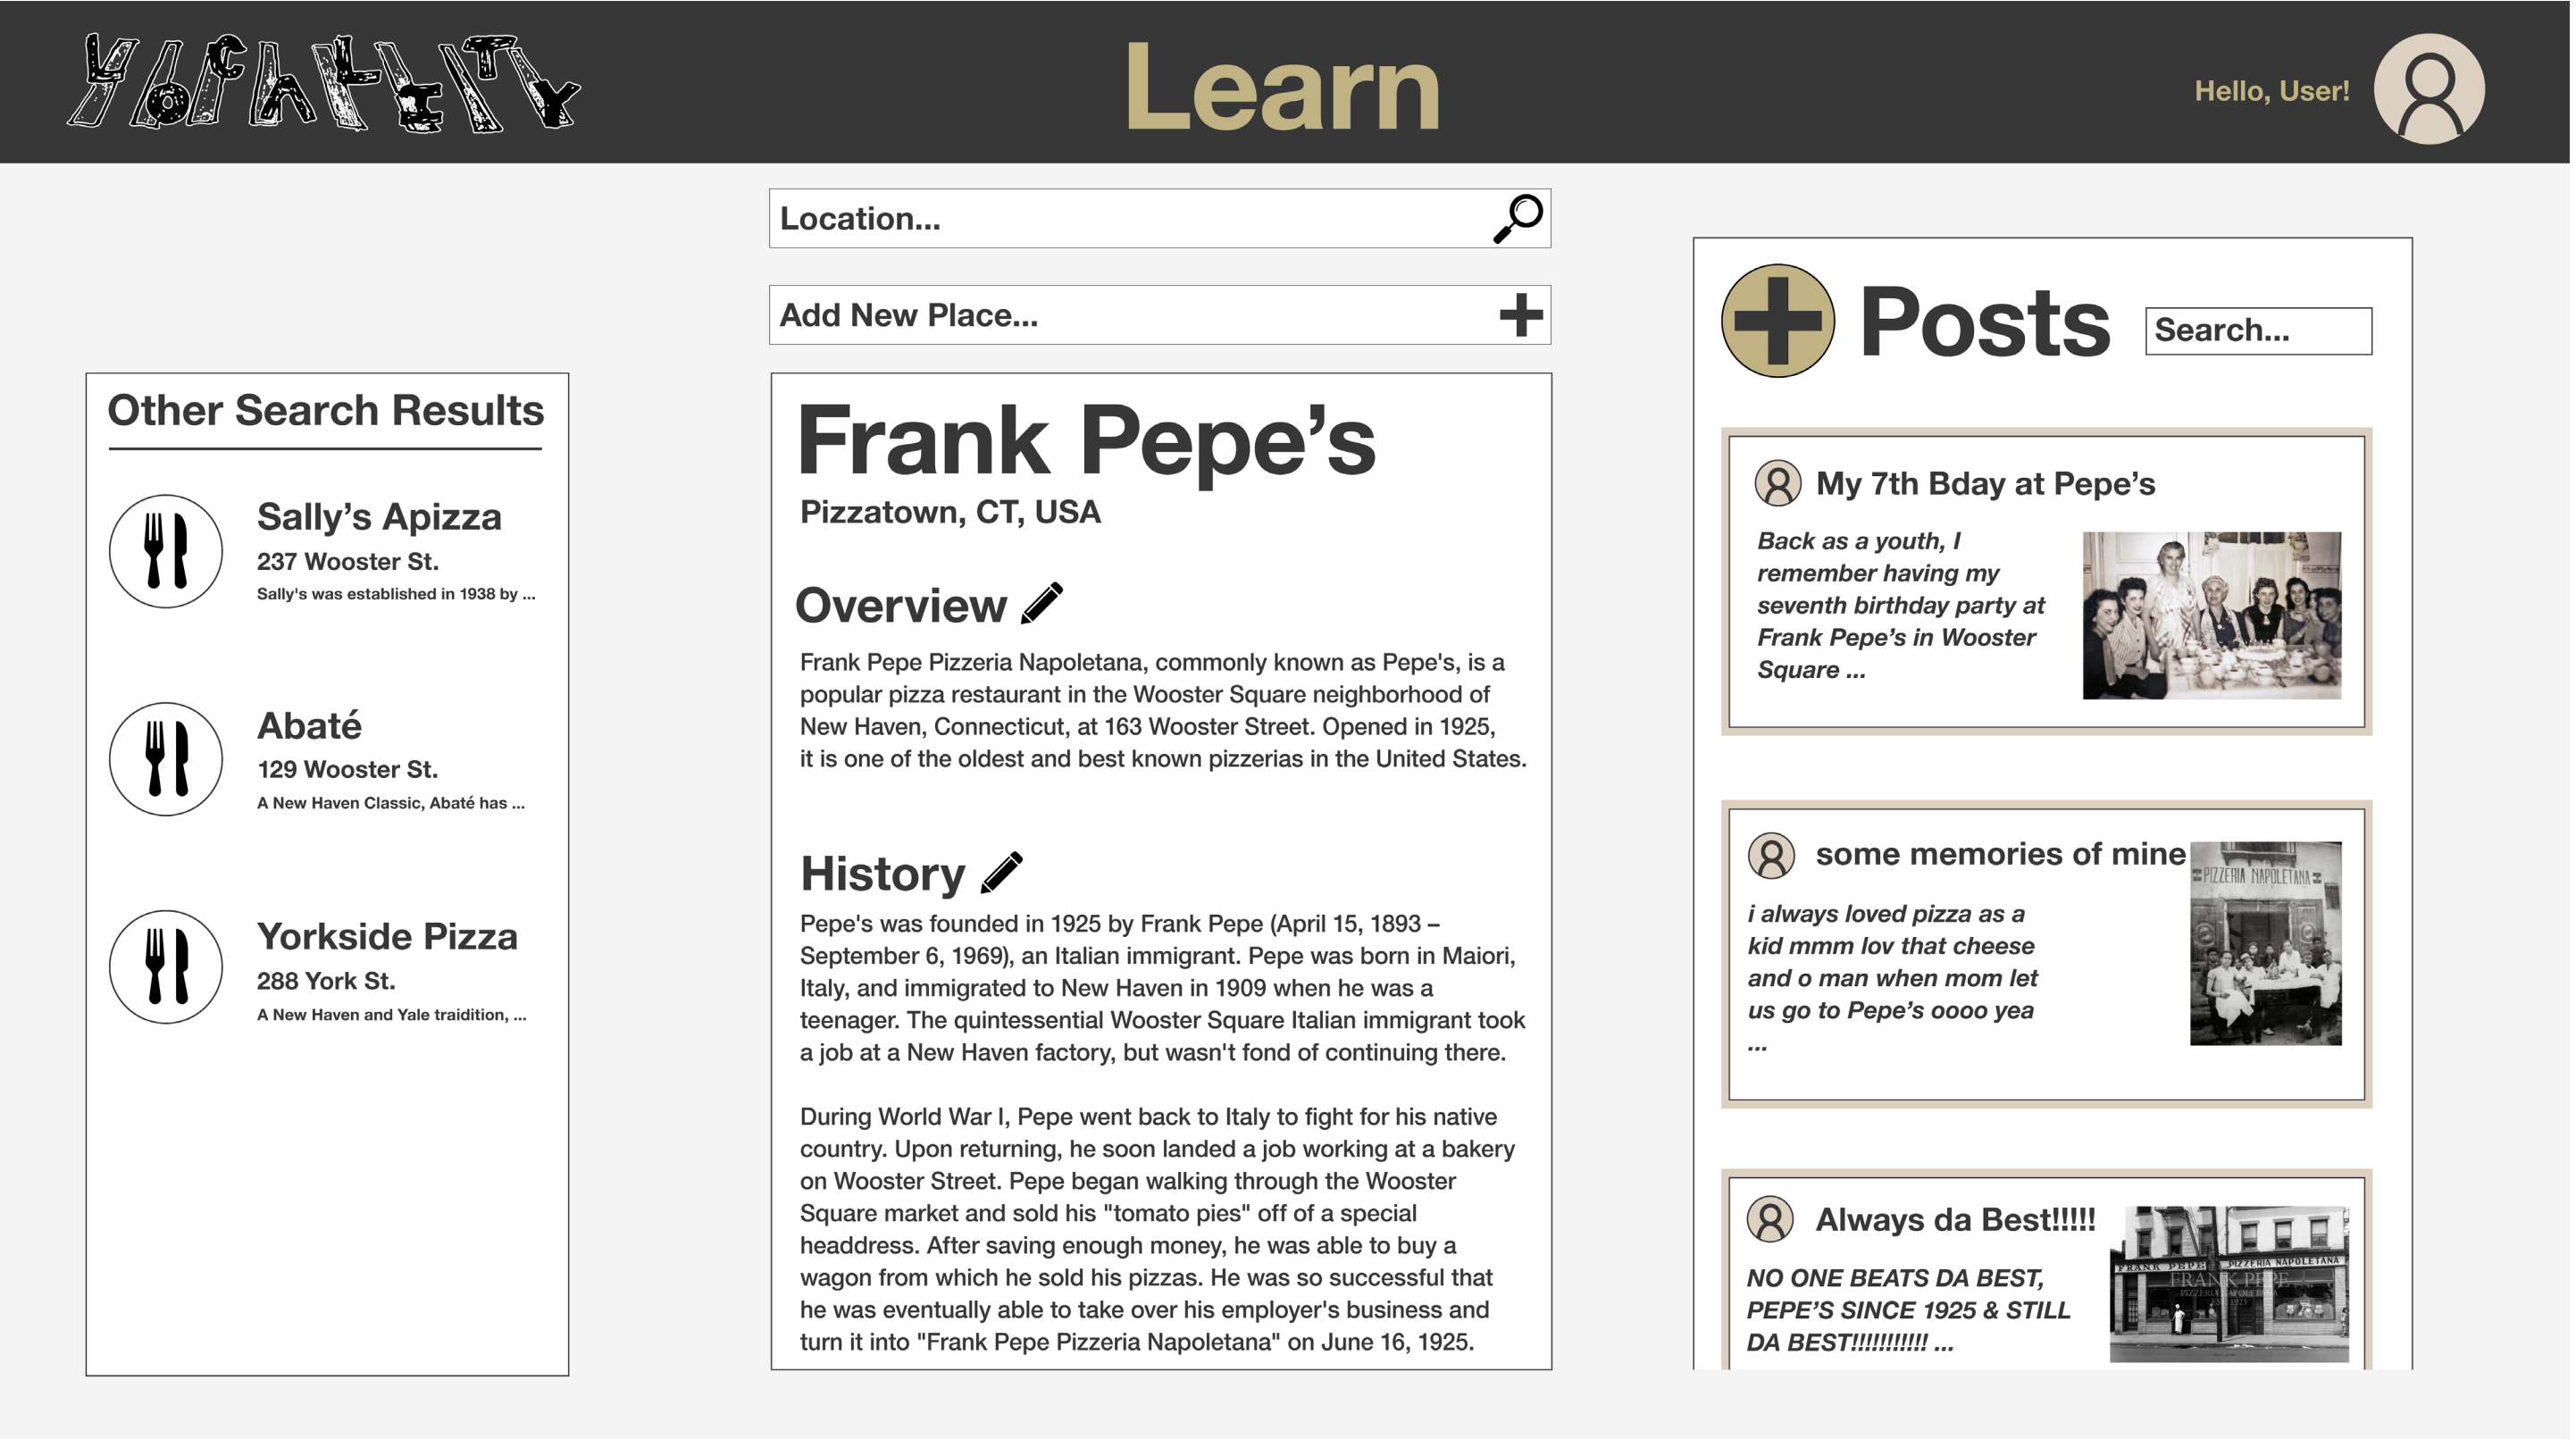 YOCHLEITY
Learn
Hello, User!
Location...
Add New Place...
Other Search Results
Sally’s Apizza
237 Wooster St.
Sally's was established in 1938 by ...
Abaté
129 Wooster St.
A New Haven Classic, Abaté has ...
Yorkside Pizza
288 York St.
A New Haven and Yale traidition, ...
Frank Pepe’s
Pizzatown, CT, USA
Overview
Frank Pepe Pizzeria Napoletana, commonly known as Pepe's, is a
popular pizza restaurant in the Wooster Square neighborhood of
New Haven, Connecticut, at 163 Wooster Street. Opened in 1925,
it is one of the oldest and best known pizzerias in the United States.
History
Pepe's was founded in 1925 by Frank Pepe (April 15, 1893 –
September 6, 1969), an Italian immigrant. Pepe was born in Maiori,
Italy, and immigrated to New Haven in 1909 when he was a
teenager. The quintessential Wooster Square Italian immigrant took
a job at a New Haven factory, but wasn't fond of continuing there.
During World War I, Pepe went back to Italy to fight for his native
country. Upon returning, he soon landed a job working at a bakery
on Wooster Street. Pepe began walking through the Wooster
Square market and sold his "tomato pies" off of a special
headdress. After saving enough money, he was able to buy a
wagon from which he sold his pizzas. He was so successful that
he was eventually able to take over his employer's business and
turn it into "Frank Pepe Pizzeria Napoletana" on June 16, 1925.
Posts
Search...
My 7th Bday at Pepe’s
Back as a youth, I
remember having my
seventh birthday party at
Frank Pepe’s in Wooster
Square ...
some memories of mine
PIZZERIA NAPOLETANA
i always loved pizza as a
kid mmm lov that cheese
and o man when mom let
us go to Pepe’s oooo yea
...
Always da Best!!!!!
NO ONE BEATS DA BEST,
PEPE’S SINCE 1925 & STILL
DA BEST!!!!!!!!!!! ...
FRANK PEPE PIZZERIA NAPOLETANA
FRANK PEPE
PIZZERIA NAPOLETANA
EST. 1925